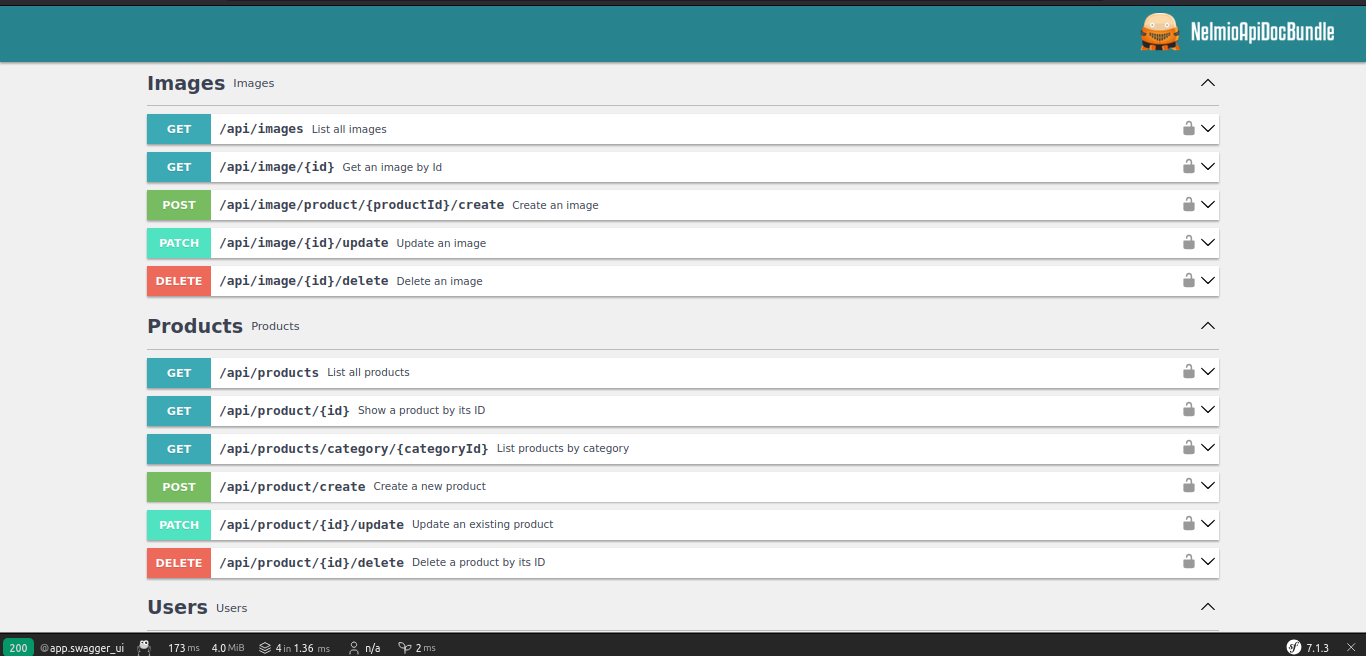 NelmioApiDocBundle
Images Images
GET /api/images List all images
GET /api/image/{id} Get an image by Id
POST /api/image/product/{productId}/create Create an image
PATCH /api/image/{id}/update Update an image
DELETE /api/image/{id}/delete Delete an image
Products Products
GET /api/products List all products
GET /api/product/{id} Show a product by its ID
GET /api/products/category/{categoryId} List products by category
POST /api/product/create Create a new product
PATCH /api/product/{id}/update Update an existing product
DELETE /api/product/{id}/delete Delete a product by its ID
Users Users
200 @app.swagger_ui 173 ms 4.0 MiB 4 in 1.36 ms n/a 2 ms sf 7.1.3